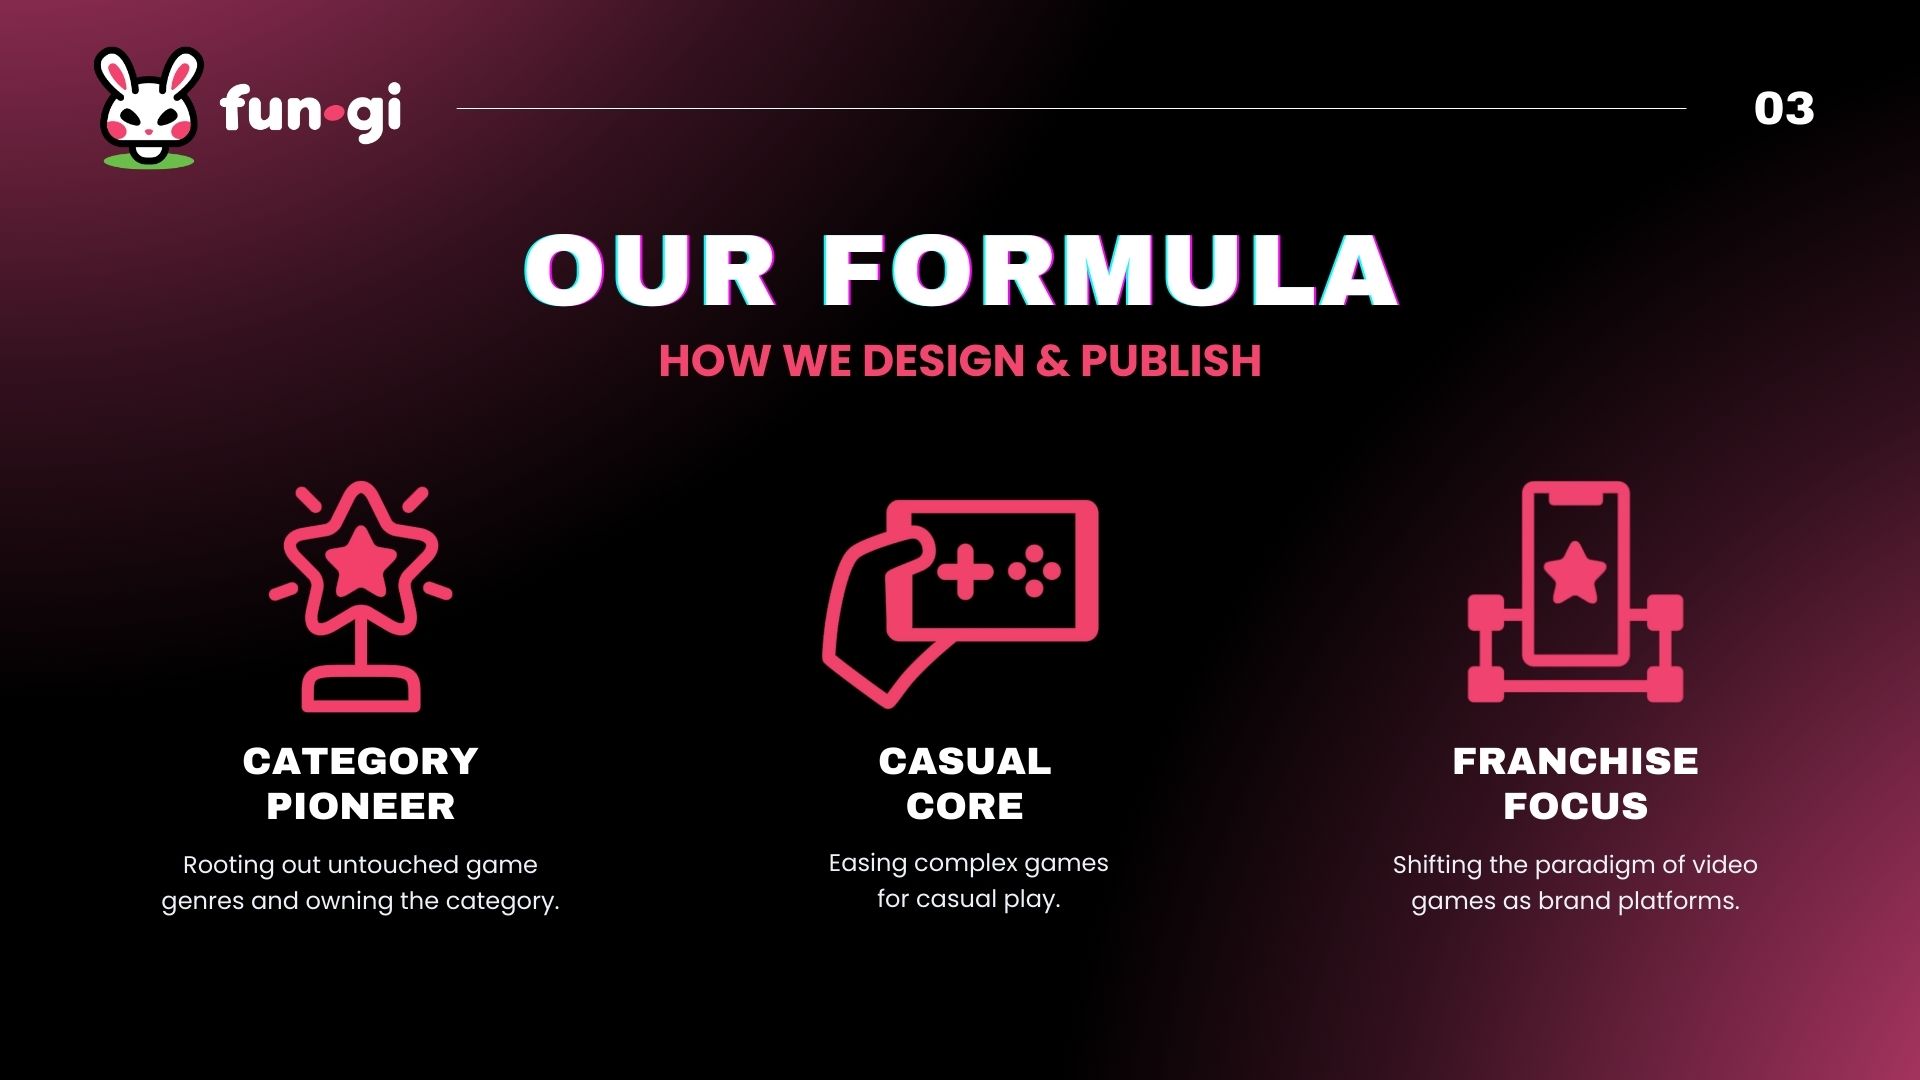 fun-gi
03
OUR FORMULA
HOW WE DESIGN & PUBLISH
CATEGORY
PIONEER
Rooting out untouched game
genres and owning the category.
CASUAL
CORE
Easing complex games
for casual play.
FRANCHISE
FOCUS
Shifting the paradigm of video
games as brand platforms.